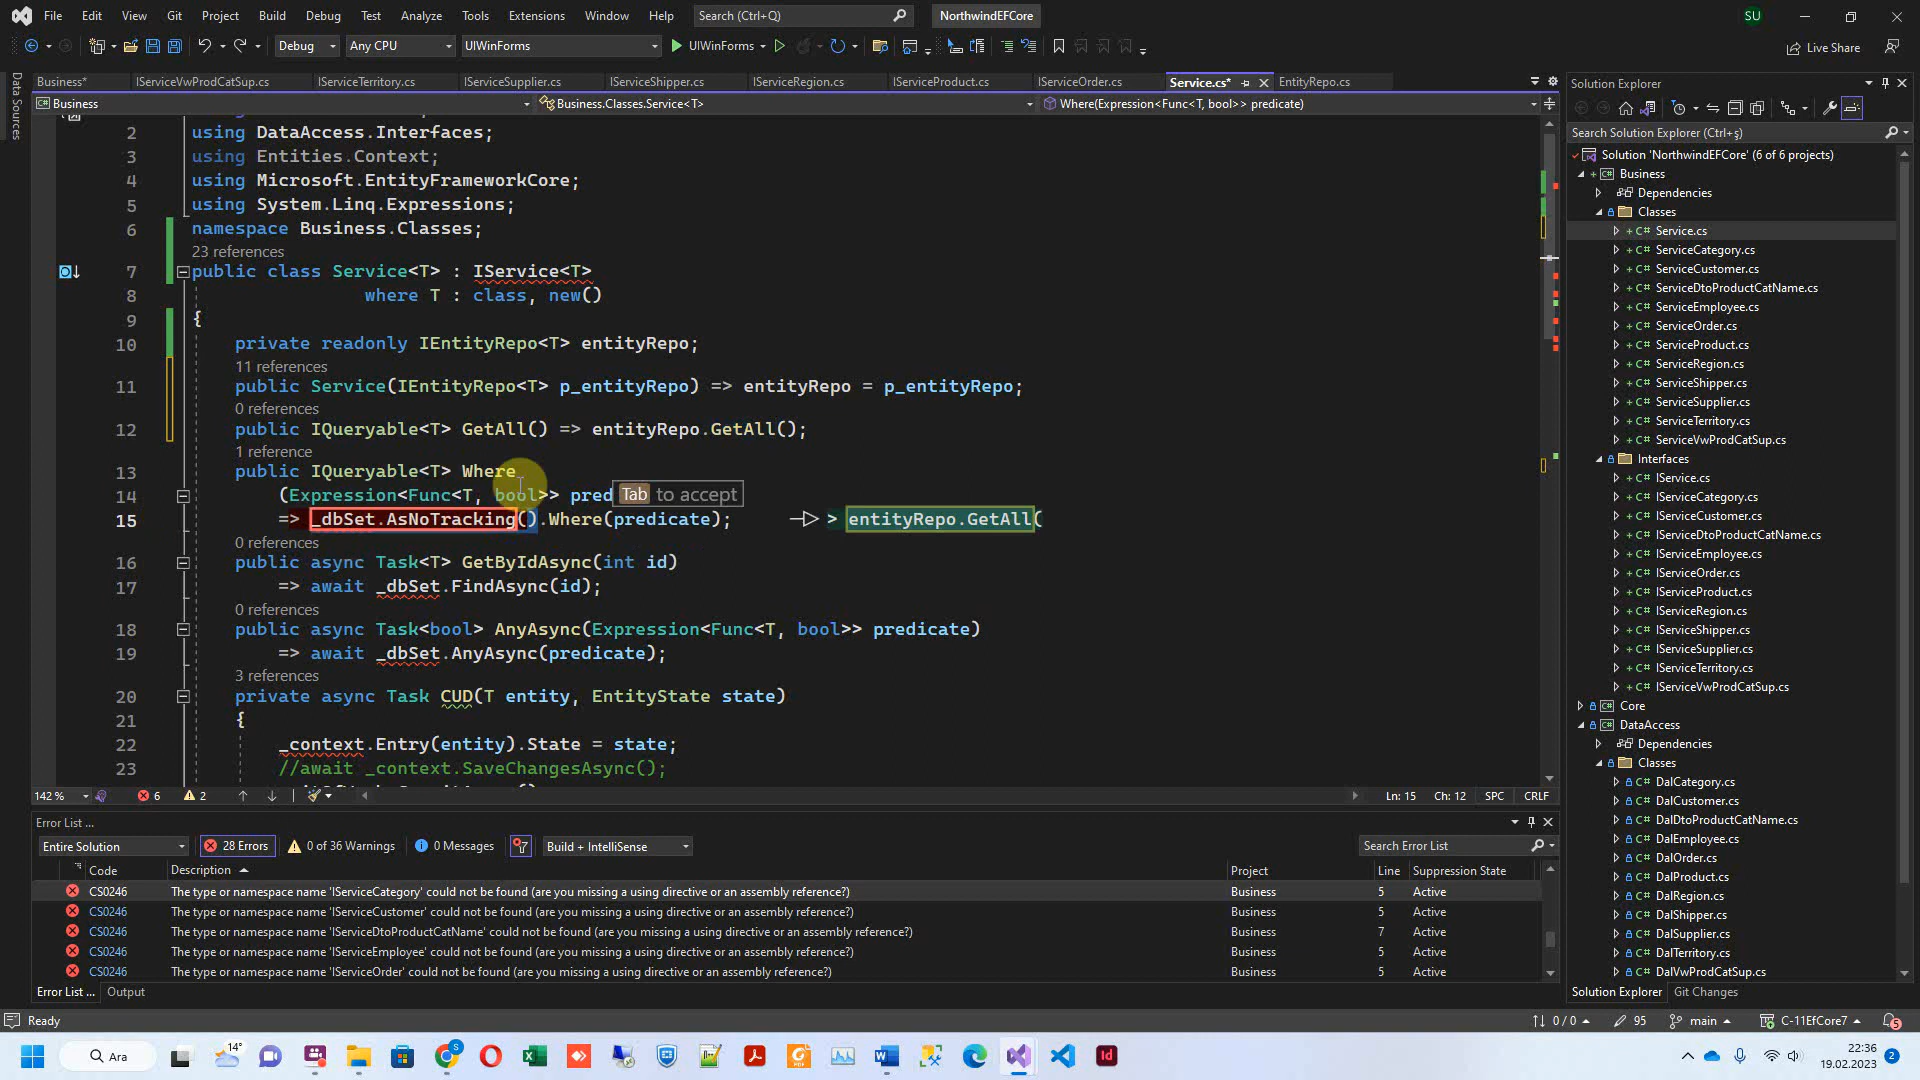 File Edit View Git Project Build Debug Test Analyze Tools Extensions Window Help Search (Ctrl+Q) NorthwindEFCore SU
Debug Any CPU UIWinForms UIWinForms Live Share
Business* IServiceVwProdCatSup.cs IServiceTerritory.cs IServiceSupplier.cs IServiceShipper.cs IServiceRegion.cs IServiceProduct.cs IServiceOrder.cs Service.cs* EntityRepo.cs
Business Business.Classes.Service<T> Where(Expression<Func<T, bool>> predicate)
Data Sources
2 using DataAccess.Interfaces;
3 using Entities.Context;
4 using Microsoft.EntityFrameworkCore;
5 using System.Linq.Expressions;
6 namespace Business.Classes;
23 references
7 public class Service<T> : IService<T>
8 where T : class, new()
9 {
10 private readonly IEntityRepo<T> entityRepo;
11 references
11 public Service(IEntityRepo<T> p_entityRepo) => entityRepo = p_entityRepo;
0 references
12 public IQueryable<T> GetAll() => entityRepo.GetAll();
1 reference
13 public IQueryable<T> Where
14 (Expression<Func<T, bool>> pred Tab to accept
15 => _dbSet.AsNoTracking().Where(predicate); > entityRepo.GetAll(
0 references
16 public async Task<T> GetByIdAsync(int id)
17 => await _dbSet.FindAsync(id);
0 references
18 public async Task<bool> AnyAsync(Expression<Func<T, bool>> predicate)
19 => await _dbSet.AnyAsync(predicate);
3 references
20 private async Task CUD(T entity, EntityState state)
21 {
22 _context.Entry(entity).State = state;
23 //await _context.SaveChangesAsync();
142 % 6 2 Ln: 15 Ch: 12 SPC CRLF
Error List ...
Entire Solution 28 Errors 0 of 36 Warnings 0 Messages Build + IntelliSense Search Error List
Code Description Project Line Suppression State
CS0246 The type or namespace name 'IServiceCategory' could not be found (are you missing a using directive or an assembly reference?) Business 5 Active
CS0246 The type or namespace name 'IServiceCustomer' could not be found (are you missing a using directive or an assembly reference?) Business 5 Active
CS0246 The type or namespace name 'IServiceDtoProductCatName' could not be found (are you missing a using directive or an assembly reference?) Business 7 Active
CS0246 The type or namespace name 'IServiceEmployee' could not be found (are you missing a using directive or an assembly reference?) Business 5 Active
CS0246 The type or namespace name 'IServiceOrder' could not be found (are you missing a using directive or an assembly reference?) Business 5 Active
Error List ... Output
Solution Explorer
Search Solution Explorer (Ctrl+ş)
Solution 'NorthwindEFCore' (6 of 6 projects)
Business
Dependencies
Classes
Service.cs
ServiceCategory.cs
ServiceCustomer.cs
ServiceDtoProductCatName.cs
ServiceEmployee.cs
ServiceOrder.cs
ServiceProduct.cs
ServiceRegion.cs
ServiceShipper.cs
ServiceSupplier.cs
ServiceTerritory.cs
ServiceVwProdCatSup.cs
Interfaces
IService.cs
IServiceCategory.cs
IServiceCustomer.cs
IServiceDtoProductCatName.cs
IServiceEmployee.cs
IServiceOrder.cs
IServiceProduct.cs
IServiceRegion.cs
IServiceShipper.cs
IServiceSupplier.cs
IServiceTerritory.cs
IServiceVwProdCatSup.cs
Core
DataAccess
Dependencies
Classes
DalCategory.cs
DalCustomer.cs
DalDtoProductCatName.cs
DalEmployee.cs
DalOrder.cs
DalProduct.cs
DalRegion.cs
DalShipper.cs
DalSupplier.cs
DalTerritory.cs
DalVwProdCatSup.cs
Solution Explorer Git Changes
Ready 0 / 0 95 main C-11EfCore7 5
Ara 14° 22:36 2
19.02.2023